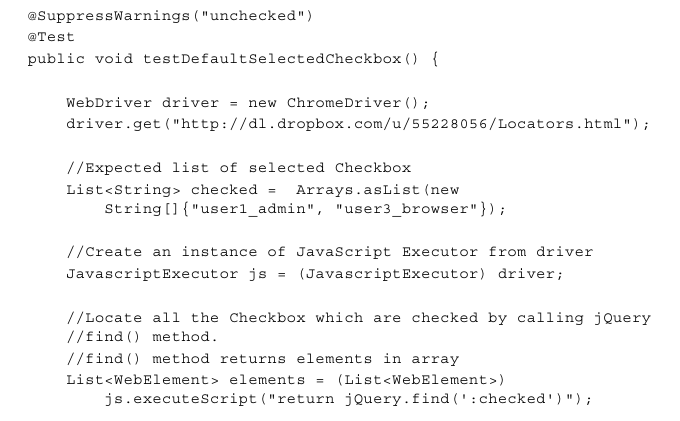 @SuppressWarnings("unchecked")
@Test
public void testDefaultSelectedCheckbox() {
WebDriver driver = new ChromeDriver();
driver.get("http://dl.dropbox.com/u/55228056/Locators.html");
//Expected list of selected Checkbox
List<String> checked =  Arrays.asList(new
String[]{"user1_admin", "user3_browser"});
//Create an instance of JavaScript Executor from driver
JavascriptExecutor js = (JavascriptExecutor) driver;
//Locate all the Checkbox which are checked by calling jQuery
//find() method.
//find() method returns elements in array
List<WebElement> elements = (List<WebElement>)
js.executeScript("return jQuery.find(':checked')");